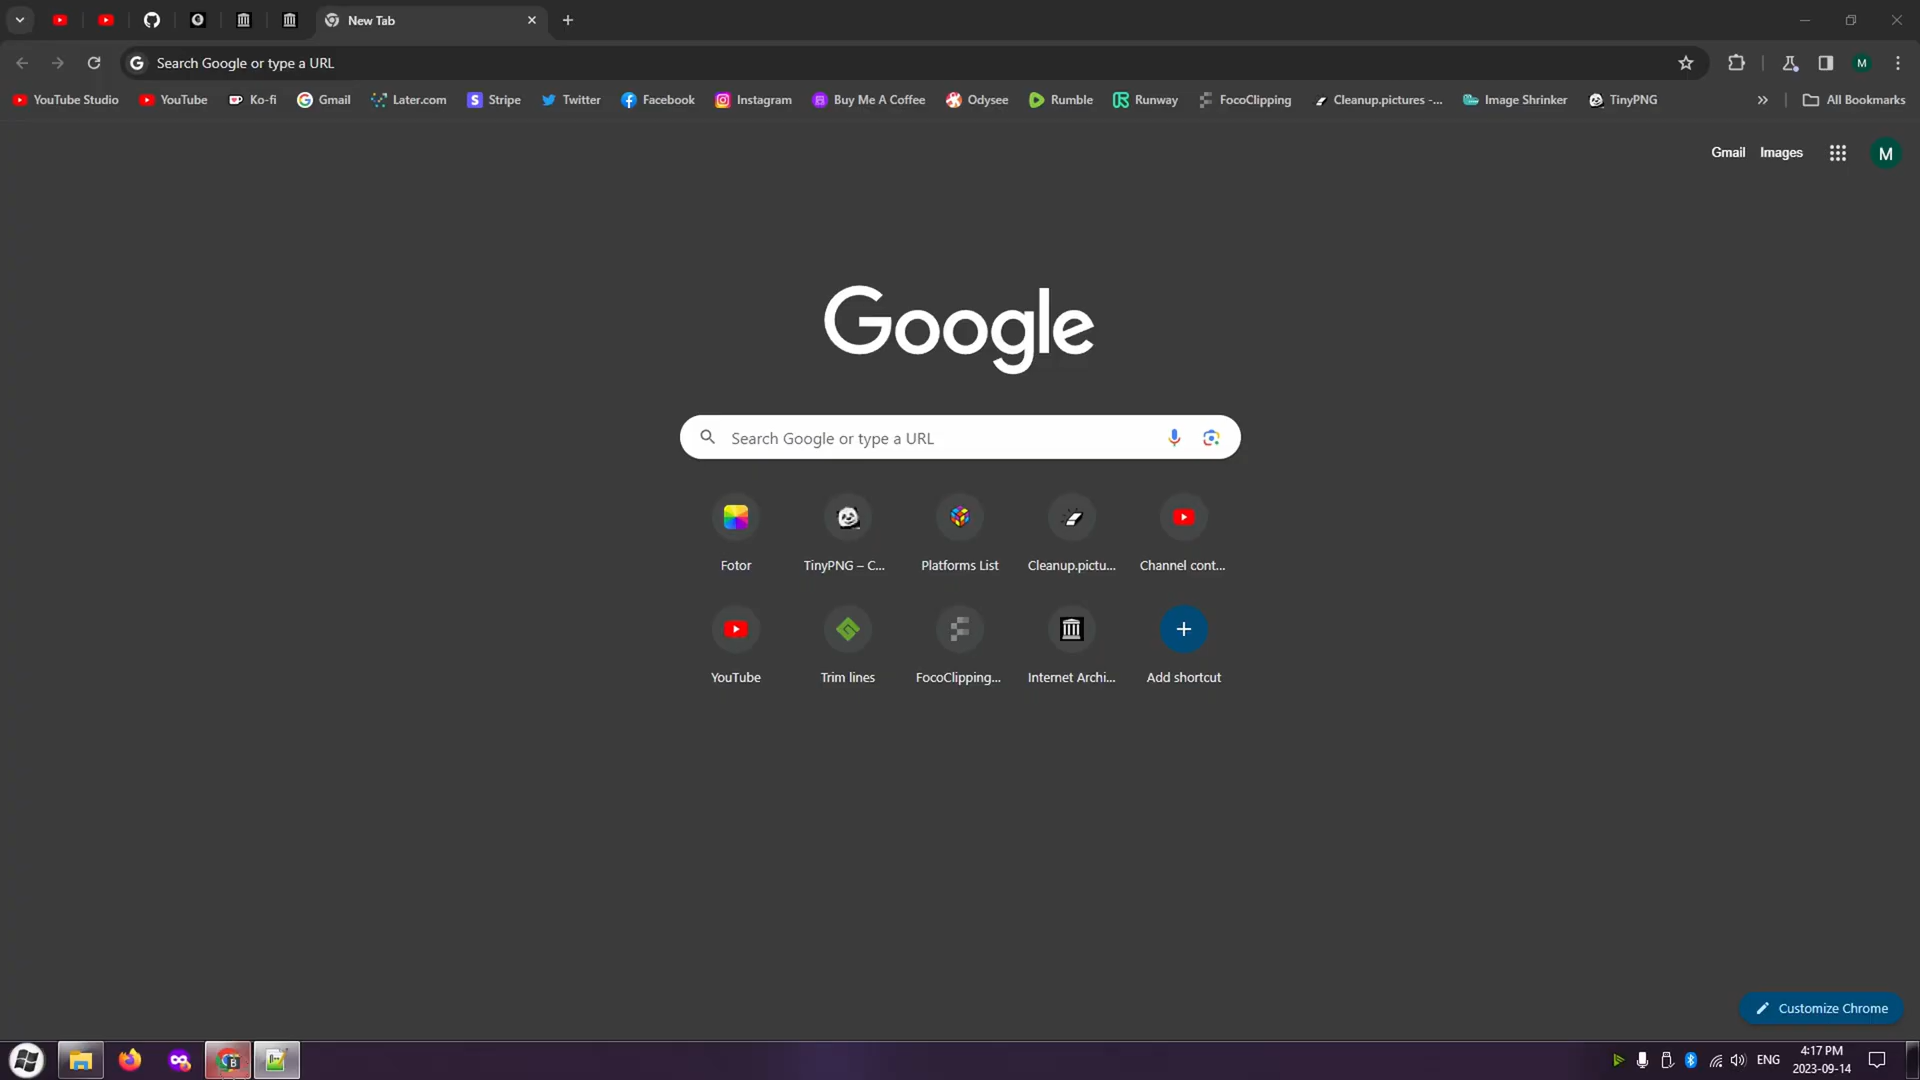 New Tab
Search Google or type a URL
YouTube Studio
YouTube
Ko-fi
Gmail
Later.com
Stripe
Twitter
Facebook
Instagram
Buy Me A Coffee
Odysee
Rumble
Runway
FocoClipping
Cleanup.pictures -...
Image Shrinker
TinyPNG
All Bookmarks
Gmail Images
M
Google
Search Google or type a URL
Fotor
TinyPNG – C...
Platforms List
Cleanup.pictu...
Channel cont...
YouTube
Trim lines
FocoClipping...
Internet Archi...
Add shortcut
Customize Chrome
ENG
4:17 PM
2023-09-14